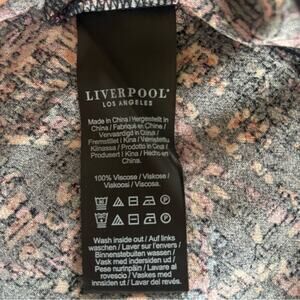 LIVERPOOL®
LOS ANGELES
Made in China / Hergestellt in
China / Fabriqué en Chine /
Vervaardigd in China /
Fremstillet i Kina / Valmistettu
Kiinassa / Prodotto in Cina /
Produsert i Kina / Hecho en
China.
100% Viscose / Viskose /
Viskoosi / Viscosa.
Wash inside out / Auf links
waschen / Laver sur l'envers /
Binnenstebuiten wassen /
Vask med indersiden ud /
Pese nurinpäin / Lavare al
rovescio / Vaskes med
innsiden ut / Lavar